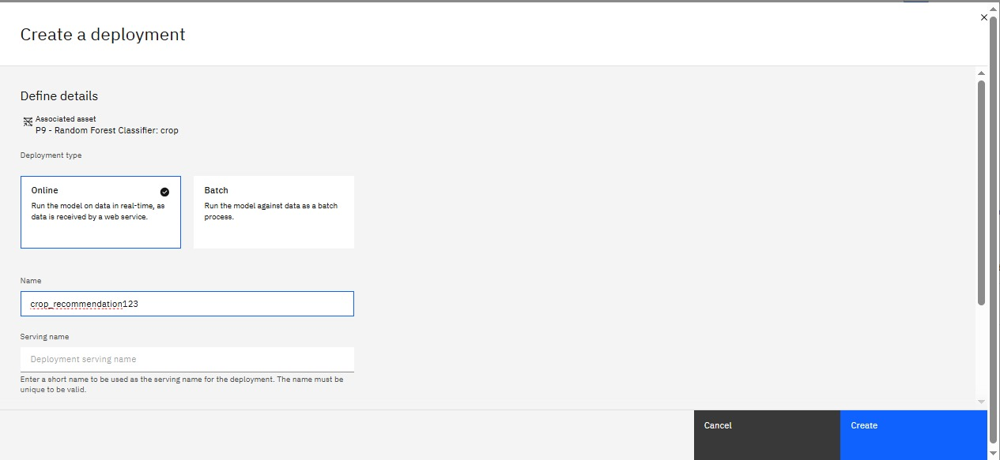 Create a deployment
Define details
Associated asset
P9 - Random Forest Classifier: crop
Deployment type
Online
Run the model on data in real-time, as
data is received by a web service.
Batch
Run the model against data as a batch
process.
Name
crop_recommendation123
Serving name
Deployment serving name
Enter a short name to be used as the serving name for the deployment. The name must be
unique to be valid.
Cancel
Create